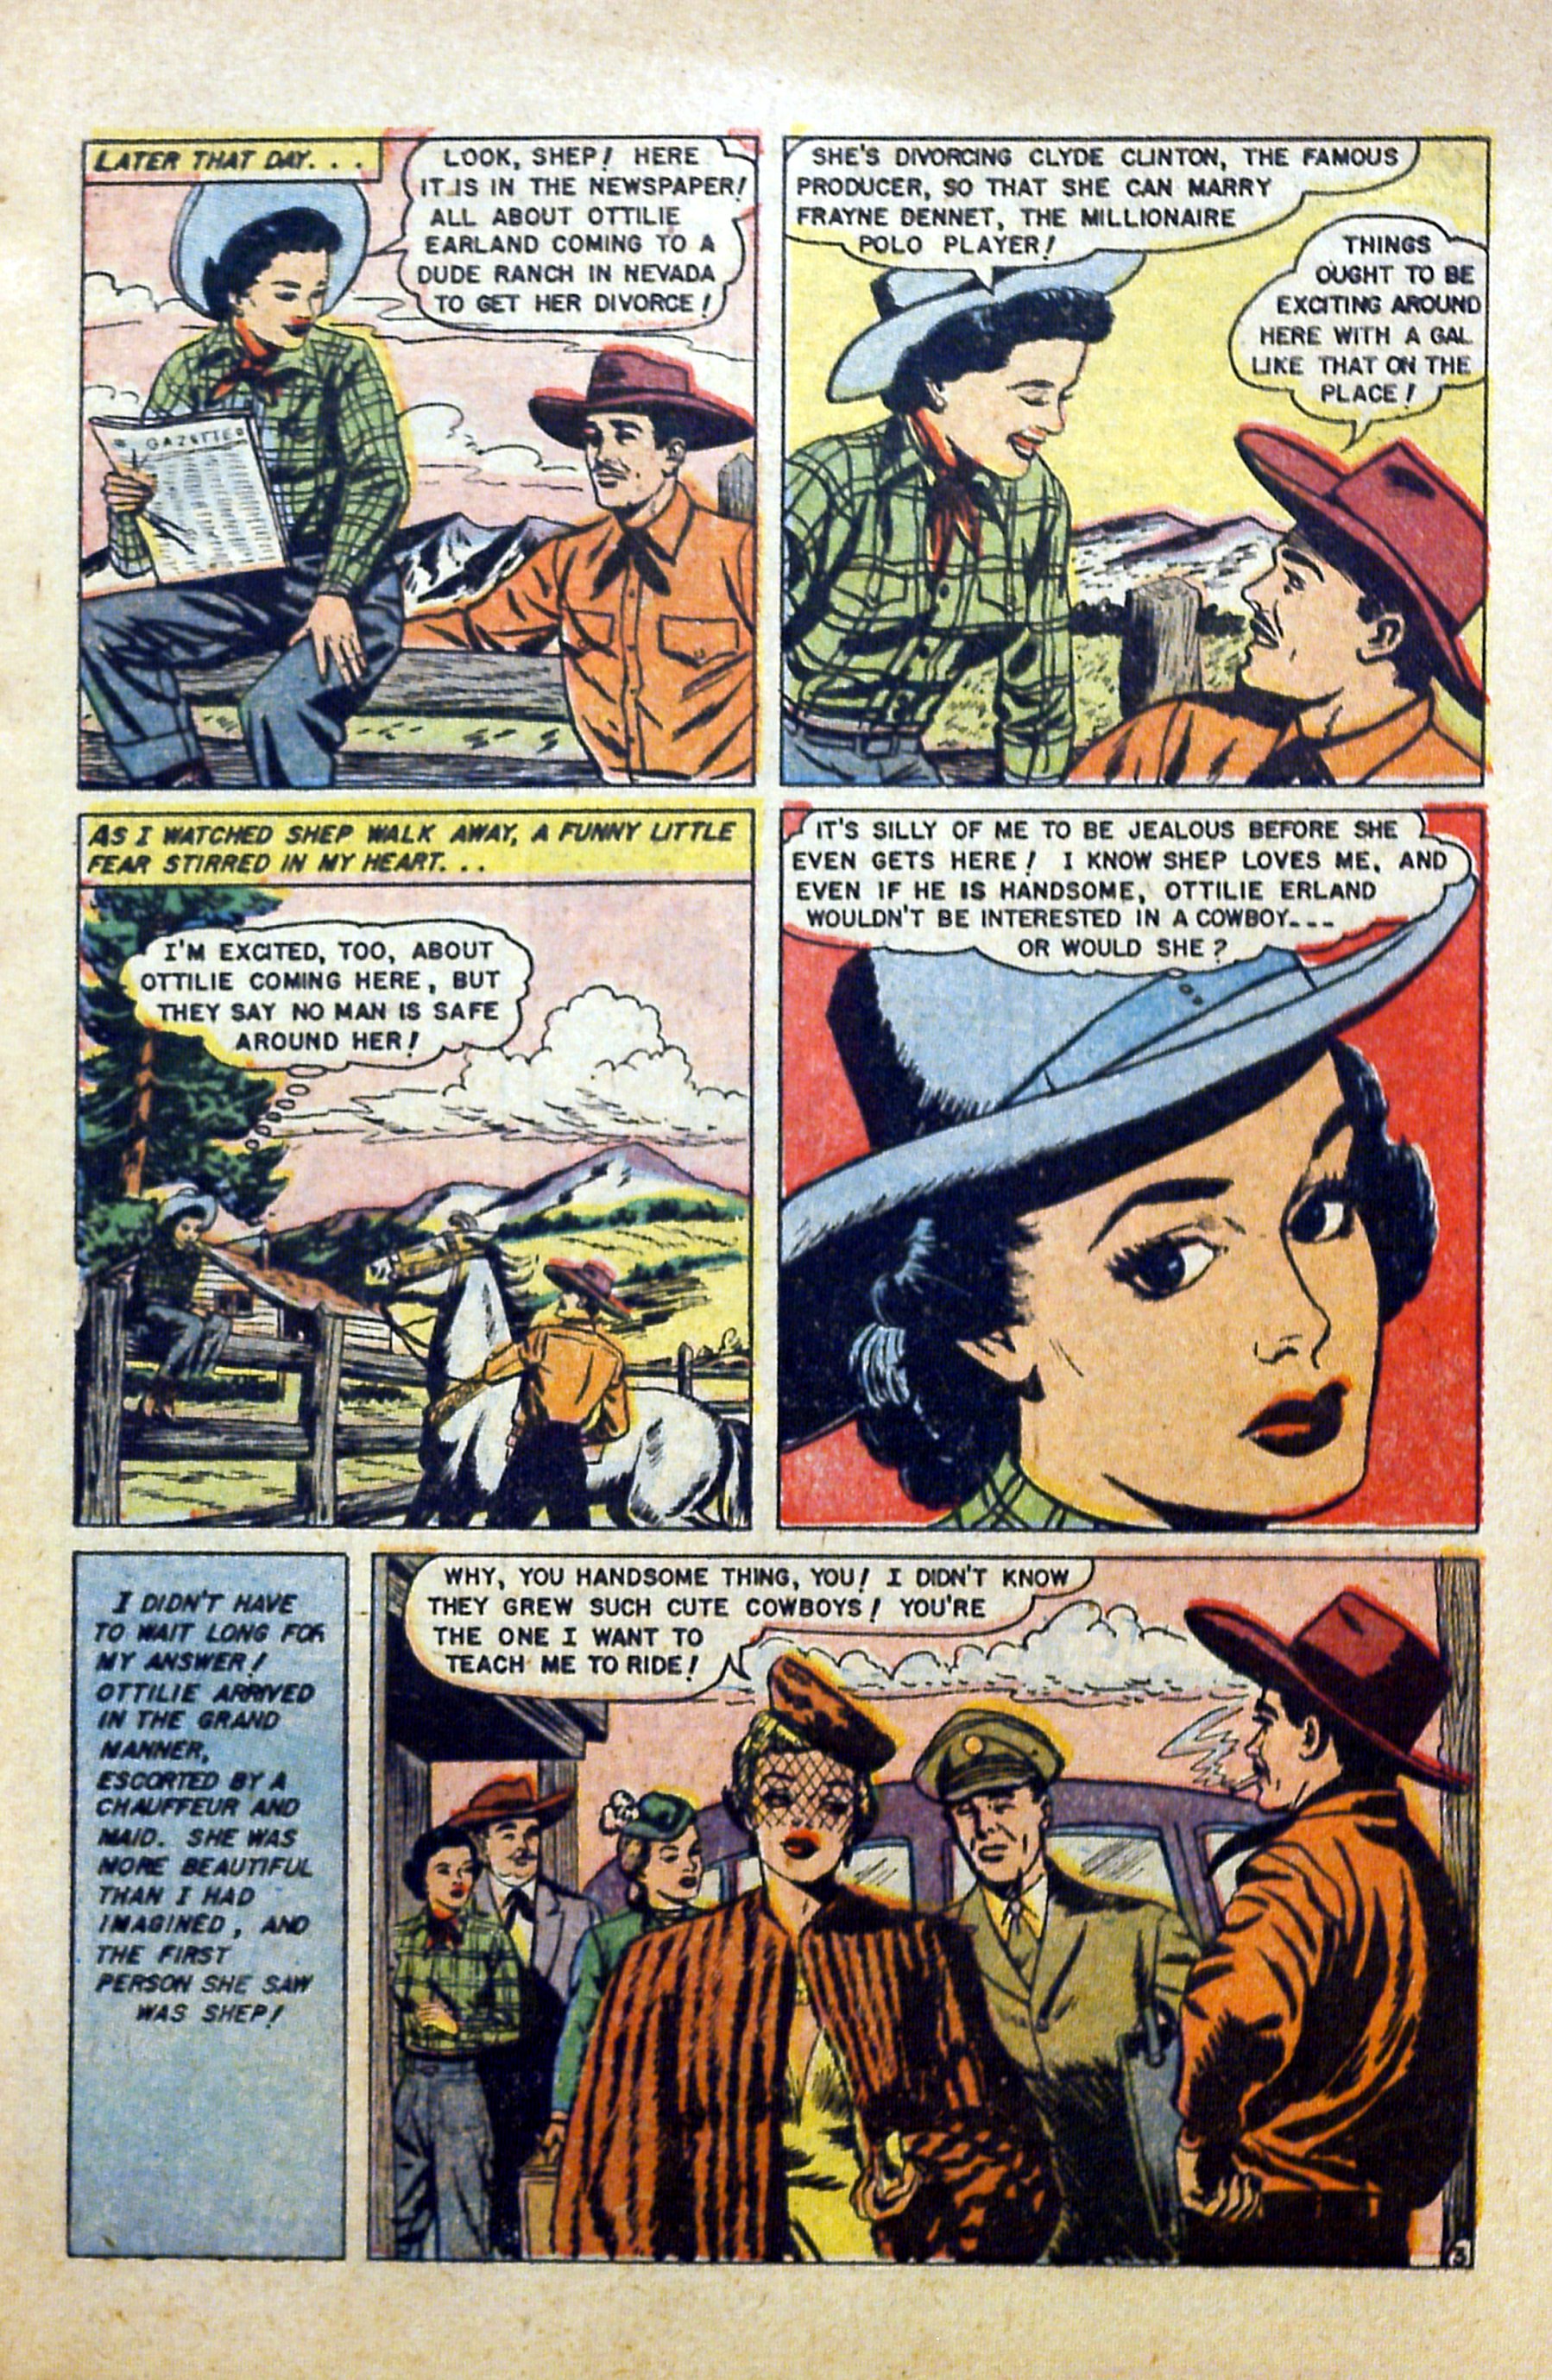 LATER THAT DAY. . .
LOOK, SHEP! HERE
IT IS IN THE NEWSPAPER!
ALL ABOUT OTTILIE
EARLAND COMING TO A
DUDE RANCH IN NEVADA
TO GET HER DIVORCE!
GAZETTE
SHE'S DIVORCING CLYDE CLINTON, THE FAMOUS
PRODUCER, SO THAT SHE CAN MARRY
FRAYNE DENNET, THE MILLIONAIRE
POLO PLAYER!
THINGS
OUGHT TO BE
EXCITING AROUND
HERE WITH A GAL
LIKE THAT ON THE
PLACE!
AS I WATCHED SHEP WALK AWAY, A FUNNY LITTLE
FEAR STIRRED IN MY HEART. . .
I'M EXCITED, TOO, ABOUT
OTTILIE COMING HERE, BUT
THEY SAY NO MAN IS SAFE
AROUND HER!
IT'S SILLY OF ME TO BE JEALOUS BEFORE SHE
EVEN GETS HERE! I KNOW SHEP LOVES ME, AND
EVEN IF HE IS HANDSOME, OTTILIE ERLAND
WOULDN'T BE INTERESTED IN A COWBOY---
OR WOULD SHE?
I DIDN'T HAVE
TO WAIT LONG FOR
MY ANSWER!
OTTILIE ARRIVED
IN THE GRAND
MANNER,
ESCORTED BY A
CHAUFFEUR AND
MAID. SHE WAS
MORE BEAUTIFUL
THAN I HAD
IMAGINED, AND
THE FIRST
PERSON SHE SAW
WAS SHEP!
WHY, YOU HANDSOME THING, YOU! I DIDN'T KNOW
THEY GREW SUCH CUTE COWBOYS! YOU'RE
THE ONE I WANT TO
TEACH ME TO RIDE!
3